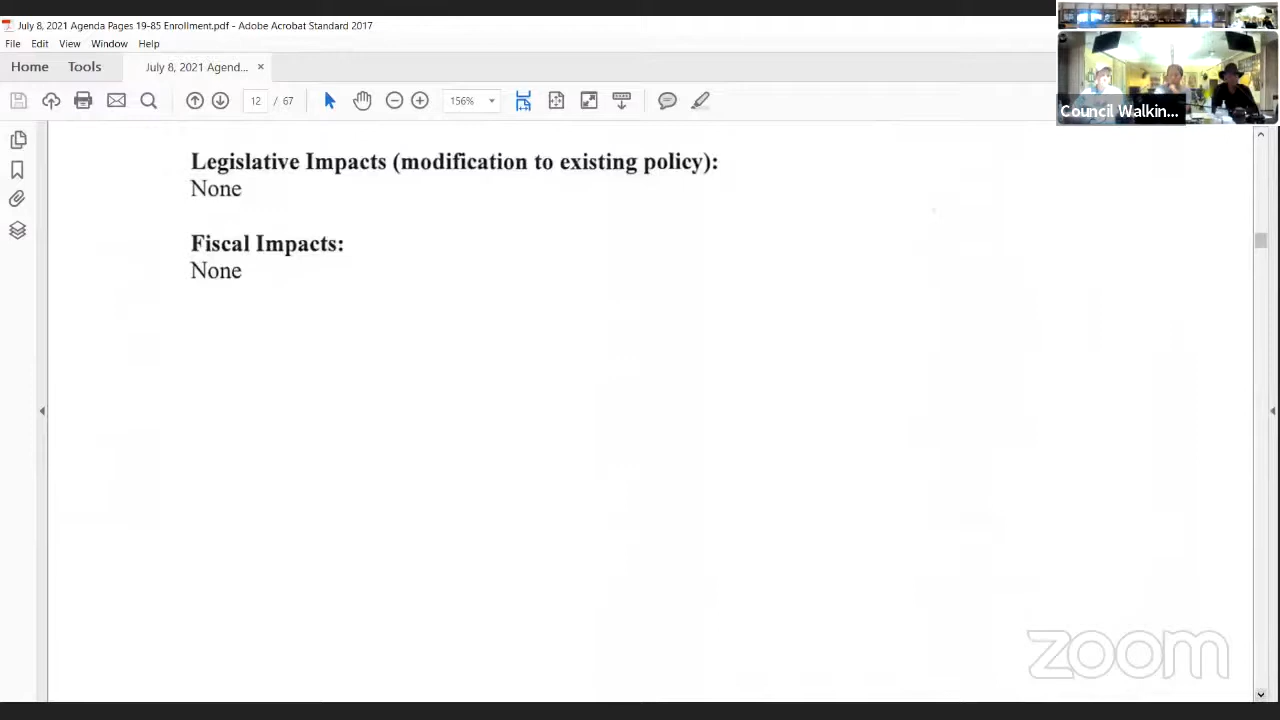 July 8, 2021 Agenda Pages 19-85 Enrollment.pdf - Adobe Acrobat Standard 2017
File Edit View Window Help
Home Tools July 8, 2021 Agend... ×
12 / 67 156%
Council Walkin...
Legislative Impacts (modification to existing policy):
None
Fiscal Impacts:
None
zoom